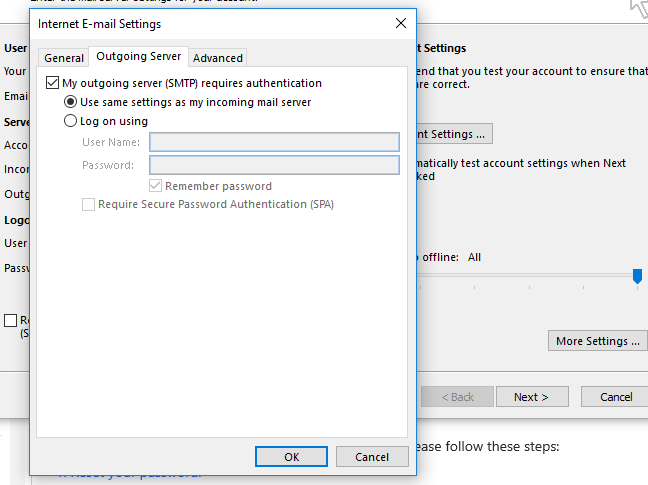 Internet E-mail Settings
General
Outgoing Server
Advanced
My outgoing server (SMTP) requires authentication
Use same settings as my incoming mail server
Log on using
User Name:
Password:
Remember password
Require Secure Password Authentication (SPA)
OK
Cancel
User
Your
Email
Serve
Acco
Incor
Outg
Logo
User
Passw
Re
(S
t Settings
end that you test your account to ensure that
are correct.
nt Settings ...
matically test account settings when Next
ked
offline: All
More Settings ...
< Back
Next >
Cancel
ease follow these steps: